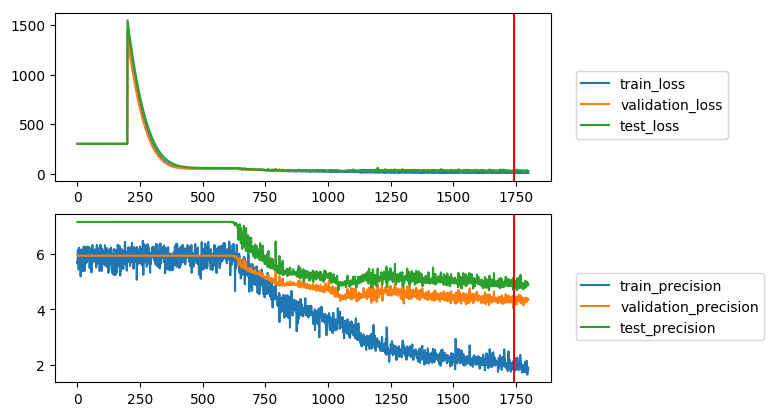 1500
1000
500
0
0 250 500 750 1000 1250 1500 1750
train_loss
validation_loss
test_loss
6
4
2
0 250 500 750 1000 1250 1500 1750
train_precision
validation_precision
test_precision